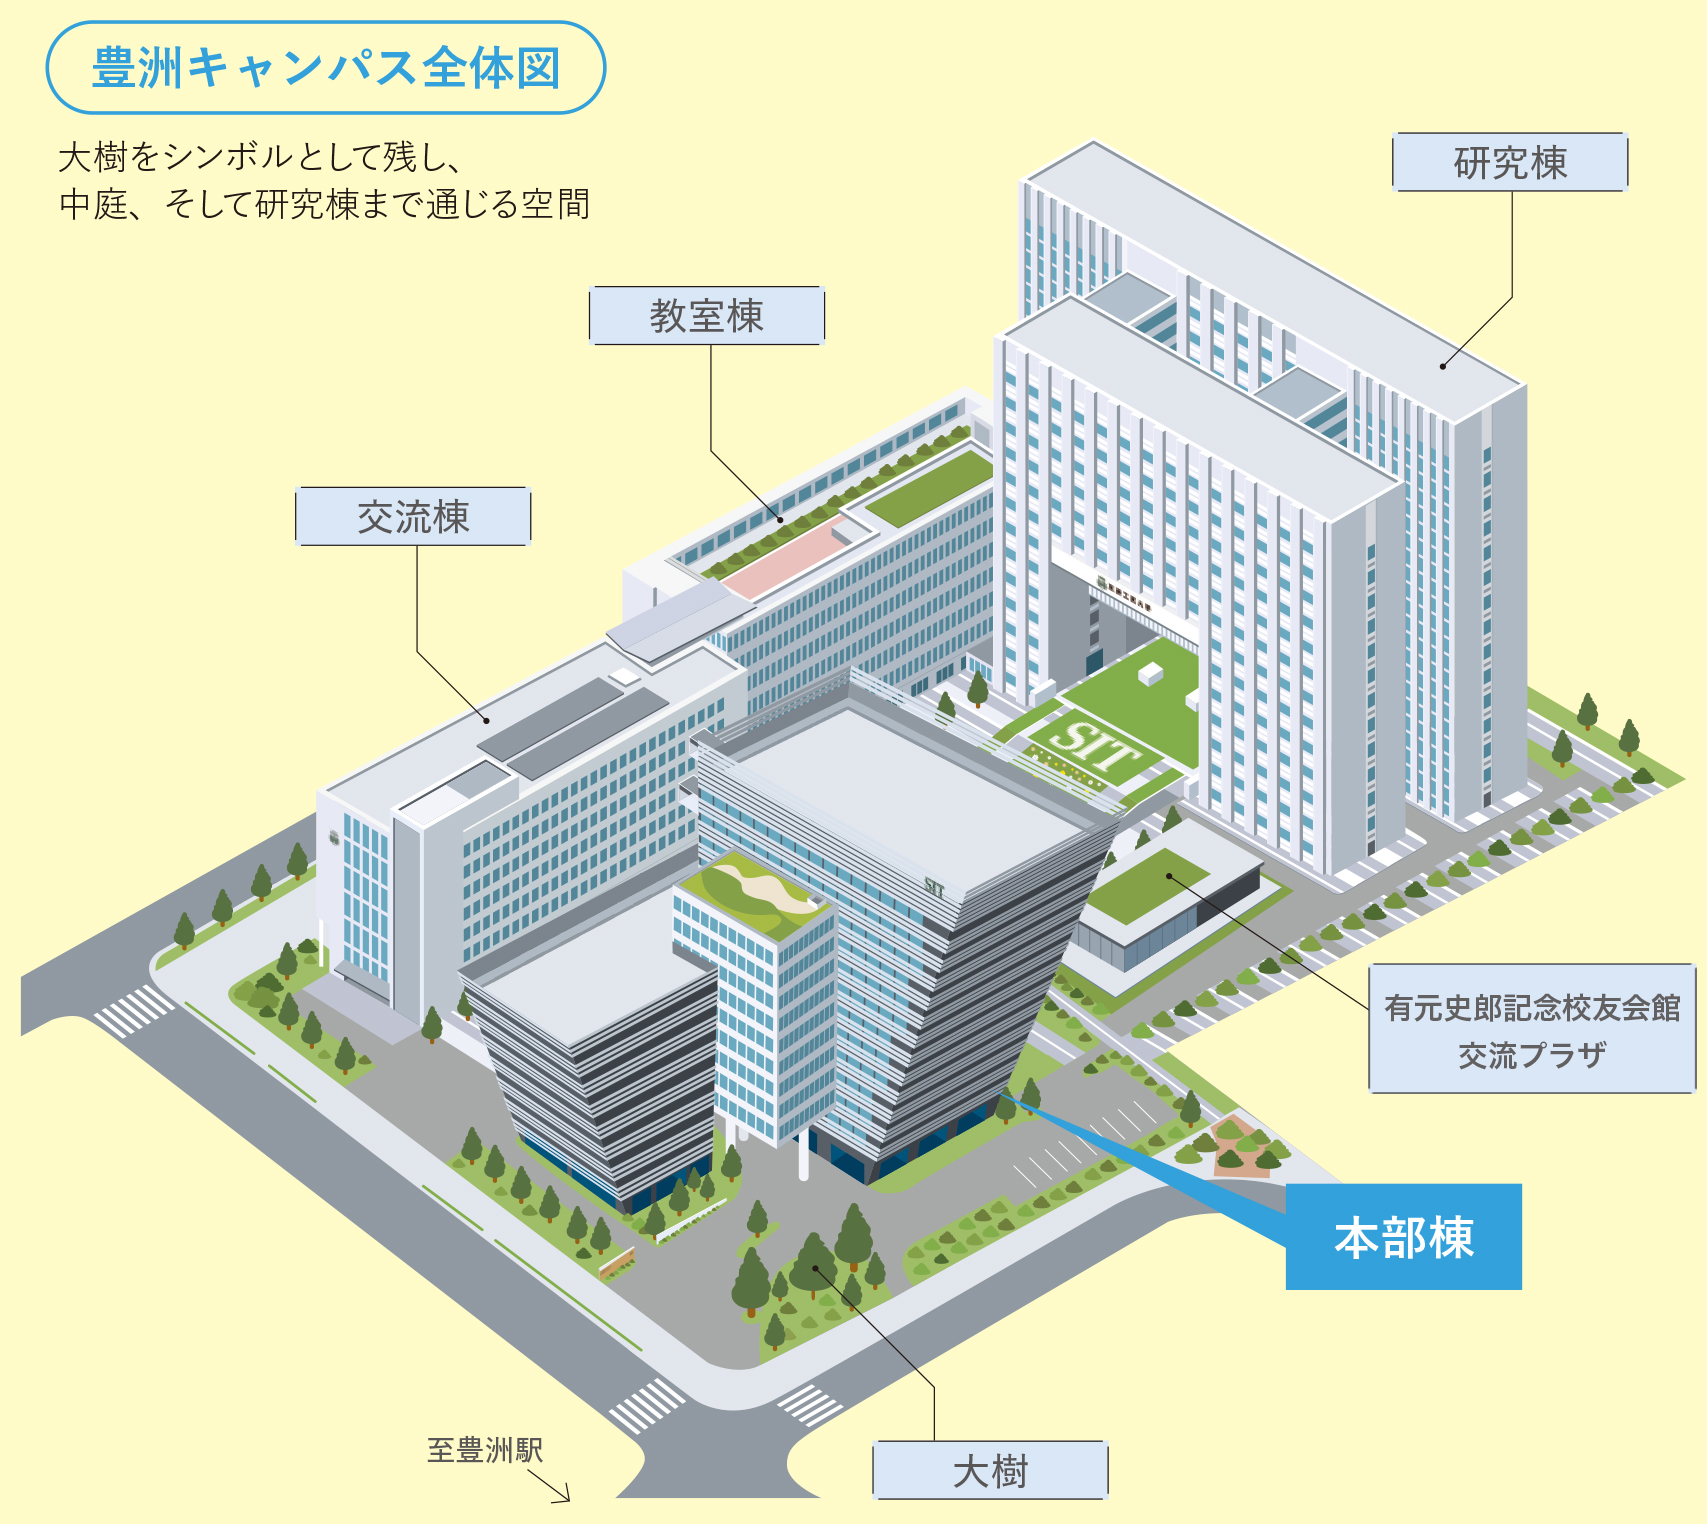 豊洲キャンパス全体図
大樹をシンボルとして残し、
中庭、そして研究棟まで通じる空間
研究棟
教室棟
交流棟
SIT
SIT
有元史郎記念校友会館
交流プラザ
本部棟
至豊洲駅
大樹